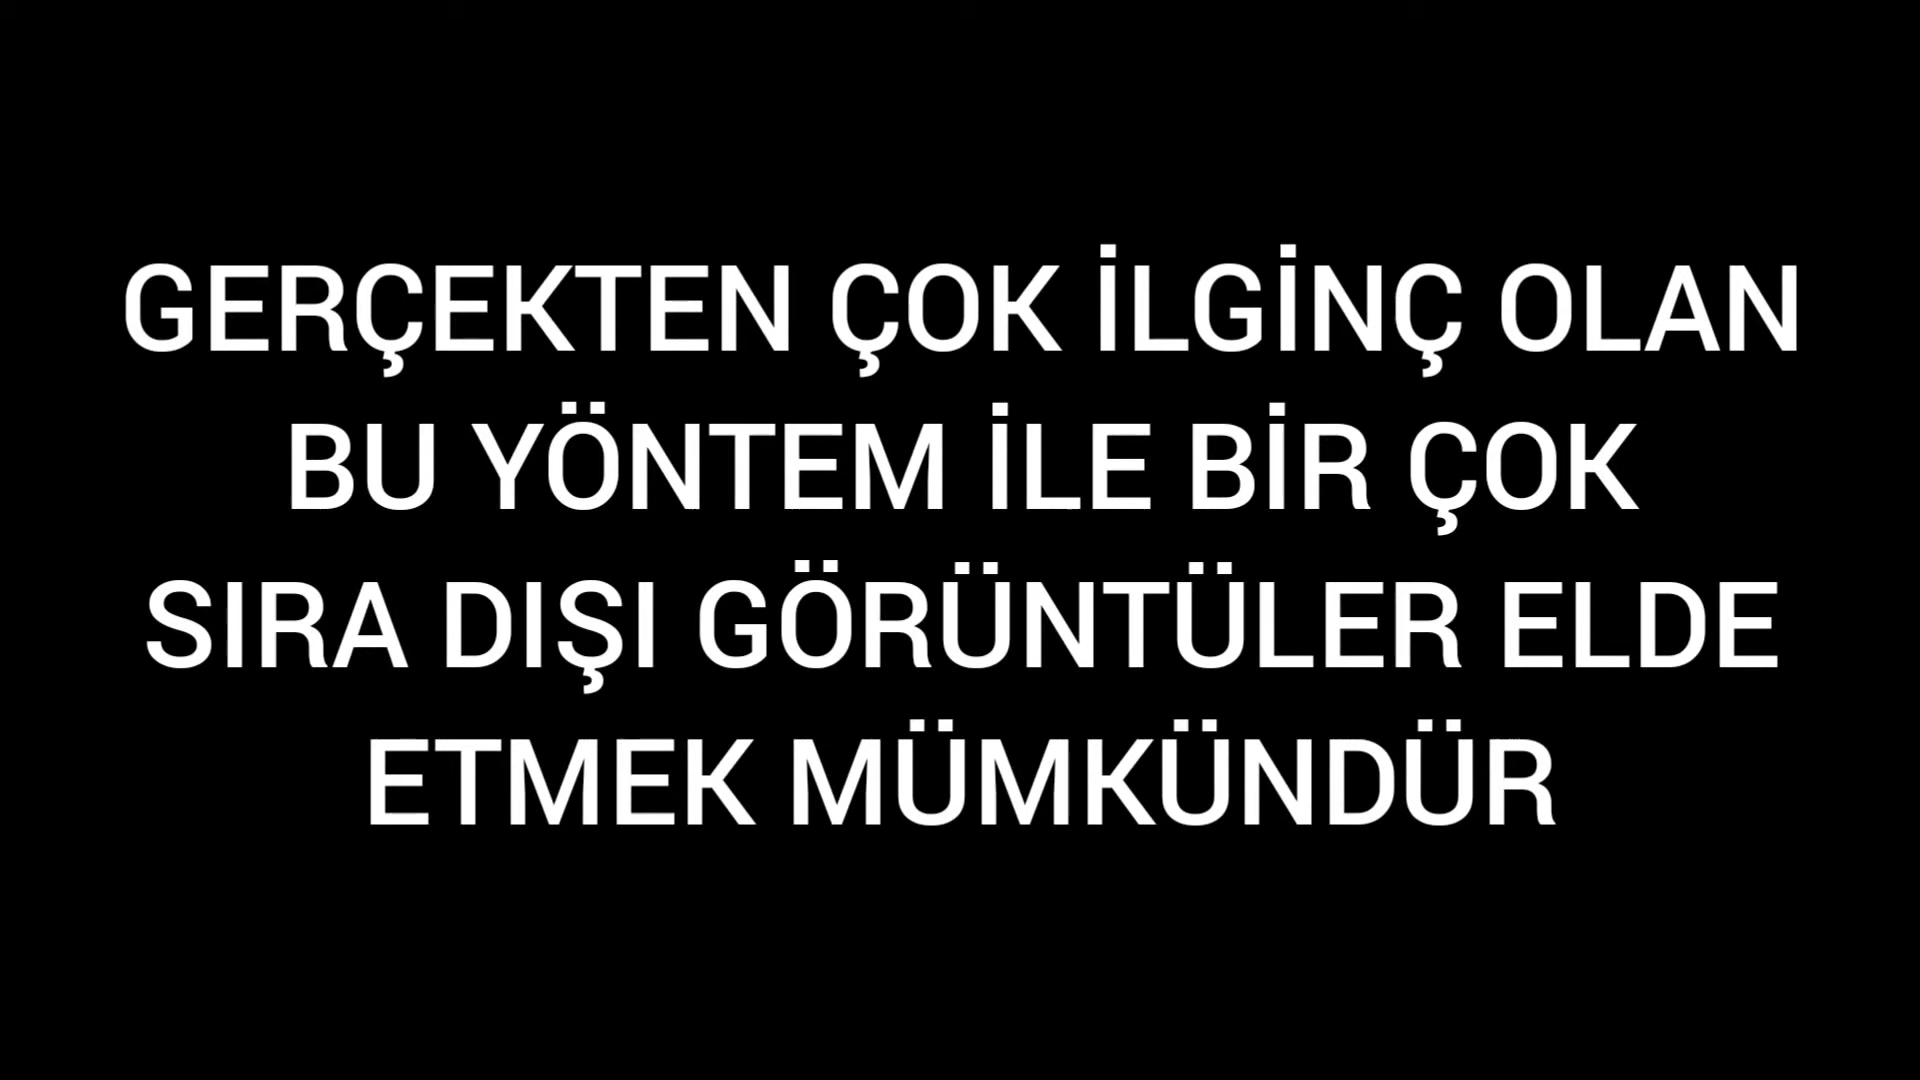 GERÇEKTEN ÇOK İLGİNÇ OLAN
BU YÖNTEM İLE BİR ÇOK
SIRA DIŞI GÖRÜNTÜLER ELDE
ETMEK MÜMKÜNDÜR